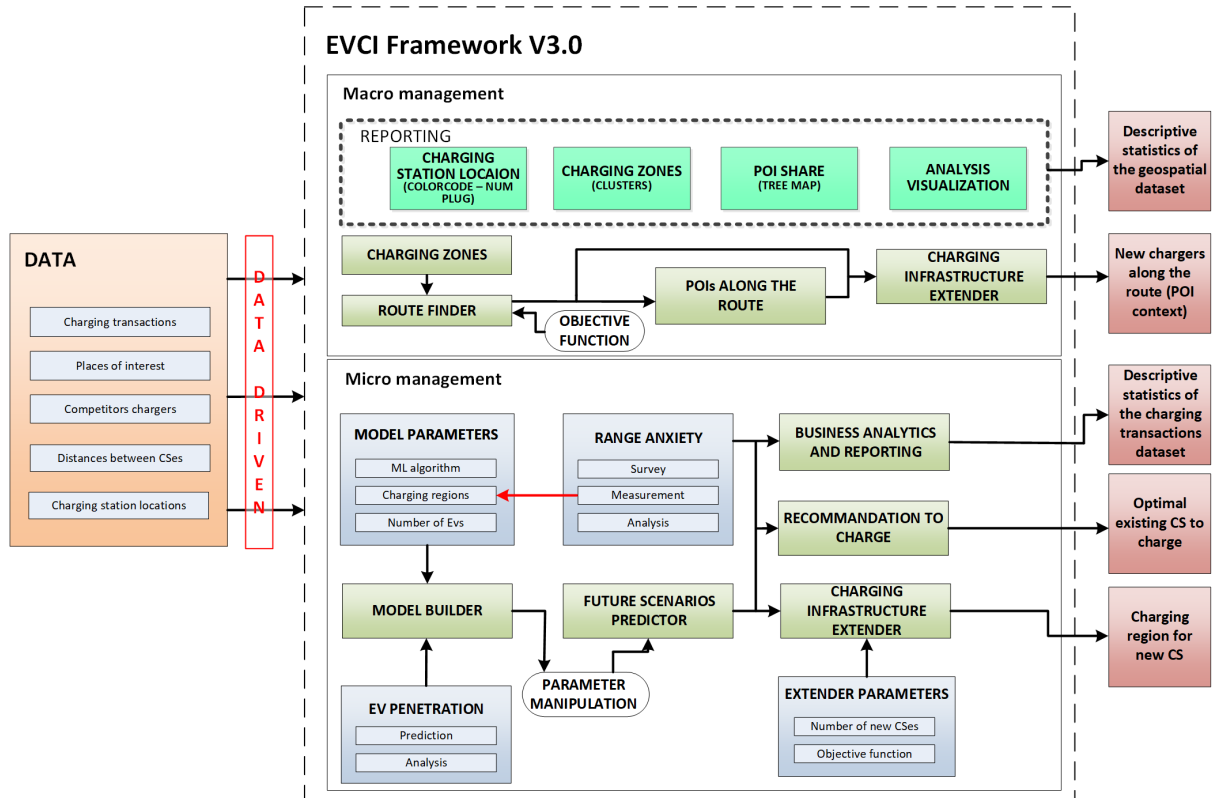 EVCI Framework V3.0
Macro management
REPORTING
CHARGING
STATION LOCAION
(COLORCODE – NUM
PLUG)
CHARGING ZONES
(CLUSTERS)
POI SHARE
(TREE MAP)
ANALYSIS
VISUALIZATION
Descriptive
statistics of
the geospatial
dataset
DATA
Charging transactions
Places of interest
Competitors chargers
Distances between CSes
Charging station locations
D
A
T
A
D
R
I
V
E
N
CHARGING ZONES
ROUTE FINDER
OBJECTIVE
FUNCTION
POIs ALONG THE
ROUTE
CHARGING
INFRASTRUCTURE
EXTENDER
New chargers
along the
route (POI
context)
Micro management
MODEL PARAMETERS
ML algorithm
Charging regions
Number of Evs
RANGE ANXIETY
Survey
Measurement
Analysis
BUSINESS ANALYTICS
AND REPORTING
Descriptive
statistics of
the charging
transactions
dataset
RECOMMANDATION TO
CHARGE
Optimal
existing CS to
charge
MODEL BUILDER
FUTURE SCENARIOS
PREDICTOR
CHARGING
INFRASTRUCTURE
EXTENDER
Charging
region for
new CS
PARAMETER
MANIPULATION
EV PENETRATION
Prediction
Analysis
EXTENDER PARAMETERS
Number of new CSes
Objective function